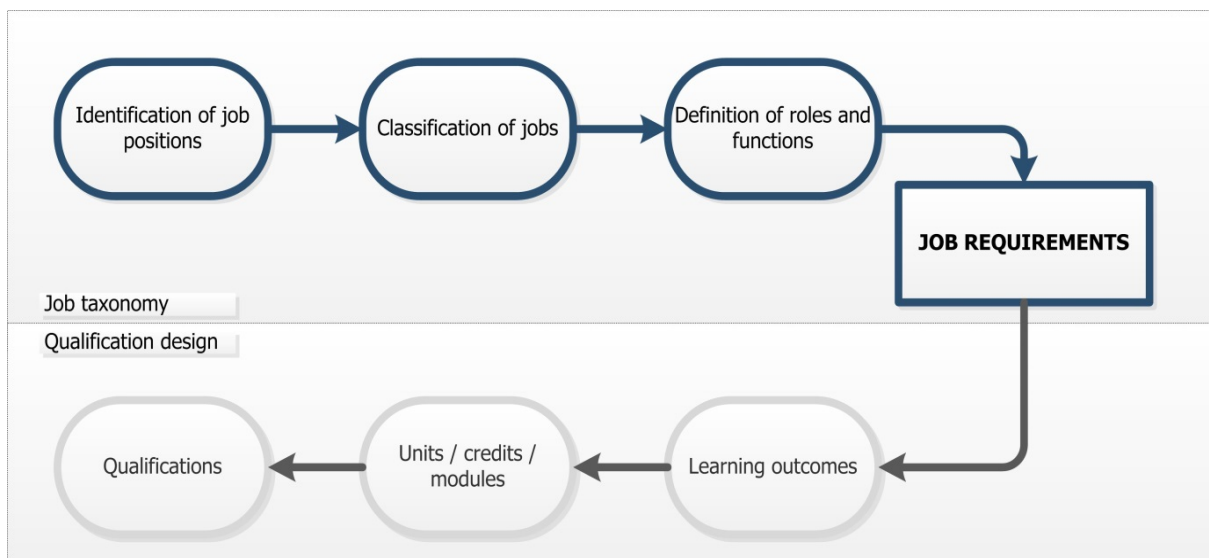 Identification of job
positions
Classification of jobs
Definition of roles and
functions
JOB REQUIREMENTS
Job taxonomy
Qualification design
Qualifications
Units / credits /
modules
Learning outcomes